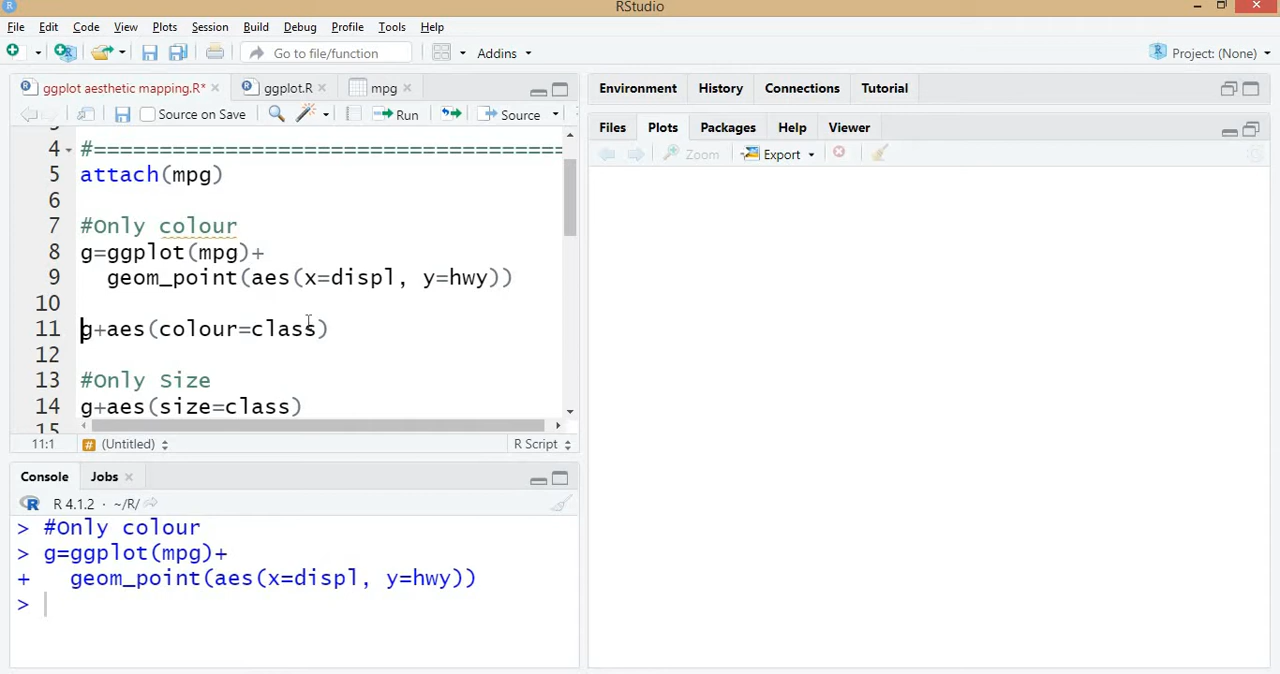 RStudio
File Edit Code View Plots Session Build Debug Profile Tools Help
Go to file/function Addins Project: (None)
ggplot aesthetic mapping.R* ggplot.R mpg
Source on Save Run Source
4 #===================================
5 attach(mpg)
6
7 #Only colour
8 g=ggplot(mpg)+
9 geom_point(aes(x=displ, y=hwy))
10
11 g+aes(colour=class)
12
13 #Only Size
14 g+aes(size=class)
11:1 # (Untitled) R Script
Console Jobs
R 4.1.2 · ~/R/
> #Only colour
> g=ggplot(mpg)+
+ geom_point(aes(x=displ, y=hwy))
>
Environment History Connections Tutorial
Files Plots Packages Help Viewer
Zoom Export